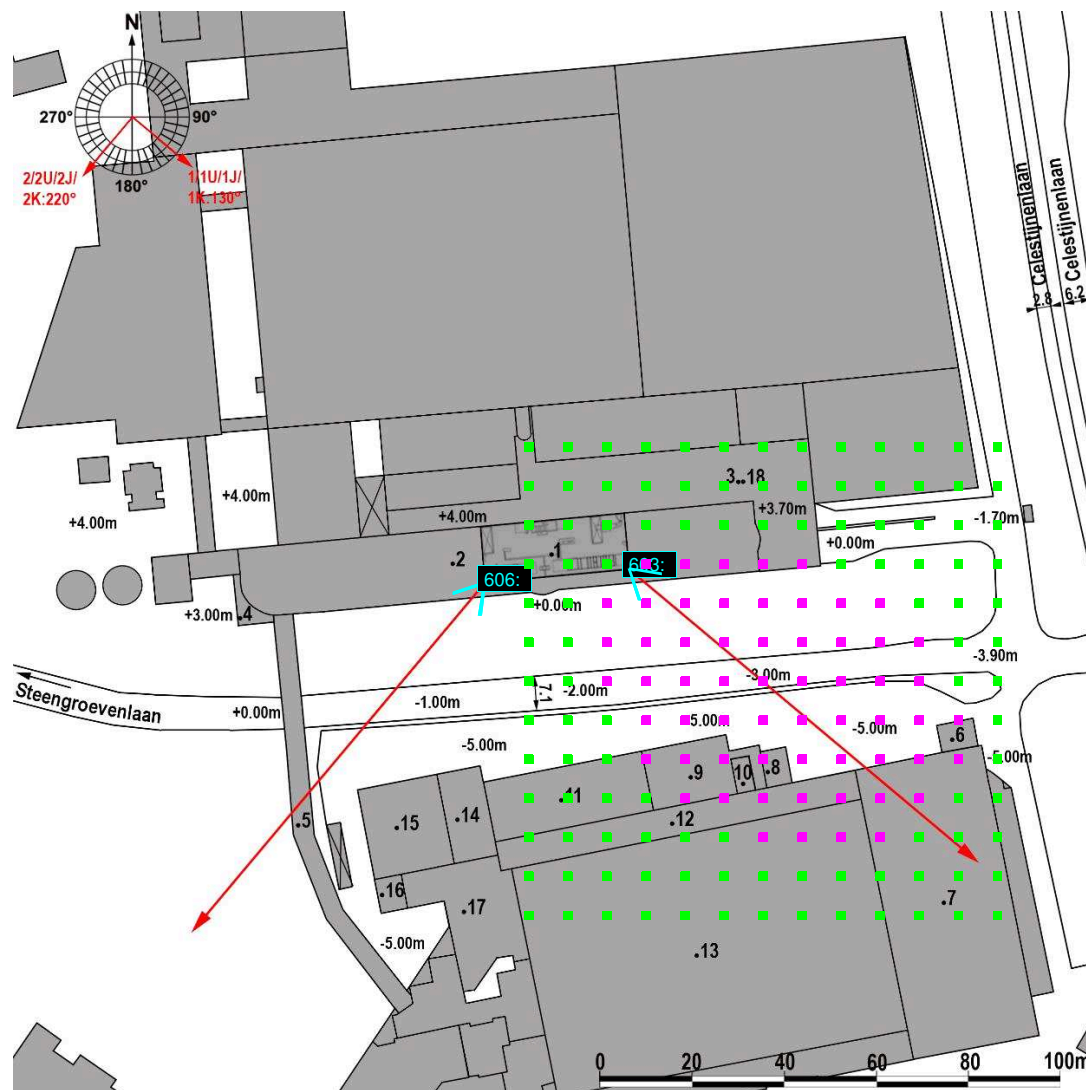 N
270°
90°
180°
2/2U/2J/
2K:220°
1/1U/1J/
1K:130°
Celestijnenlaan
Celestijnenlaan
2.8
6.2
3
18
+4.00m
+4.00m
+4.00m
+3.70m
-1.70m
+0.00m
2
1
606:
603:
+3.00m
4
+0.00m
-3.90m
-3.00m
Steengroevenlaan
+0.00m
-1.00m
7.1
-2.00m
-5.00m
5.00m
-5.00m
6
-5.00m
9
10
8
11
15
14
12
5
16
17
7
-5.00m
13
0 20 40 60 80 100m